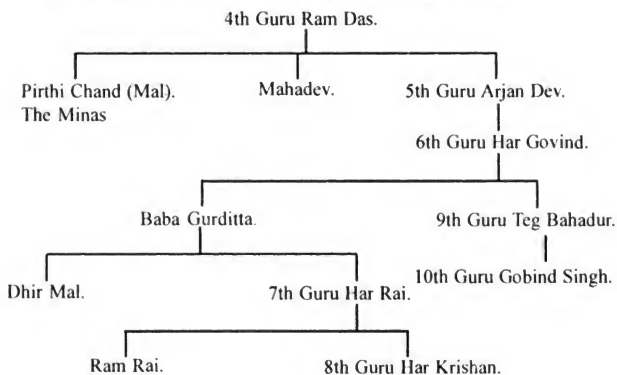 4th Guru Ram Das.
Pirthi Chand (Mal).
The Minas
Mahadev.
5th Guru Arjan Dev.
6th Guru Har Govind.
Baba Gurditta.
9th Guru Teg Bahadur.
Dhir Mal.
7th Guru Har Rai.
10th Guru Gobind Singh.
Ram Rai.
8th Guru Har Krishan.